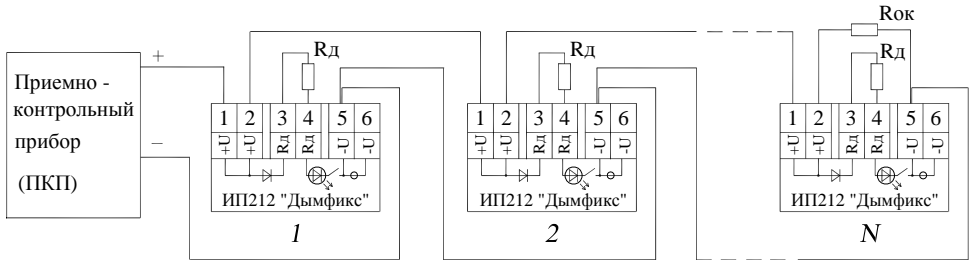 Rок
Rд Rд Rд
+
Приемно -
контрольный
прибор
(ПКП)
–
1 2 3 4 5 6
+U +U Rд Rд -U -U
ИП212 "Дымфикс"
1
1 2 3 4 5 6
+U +U Rд Rд -U -U
ИП212 "Дымфикс"
2
1 2 3 4 5 6
+U +U Rд Rд -U -U
ИП212 "Дымфикс"
N